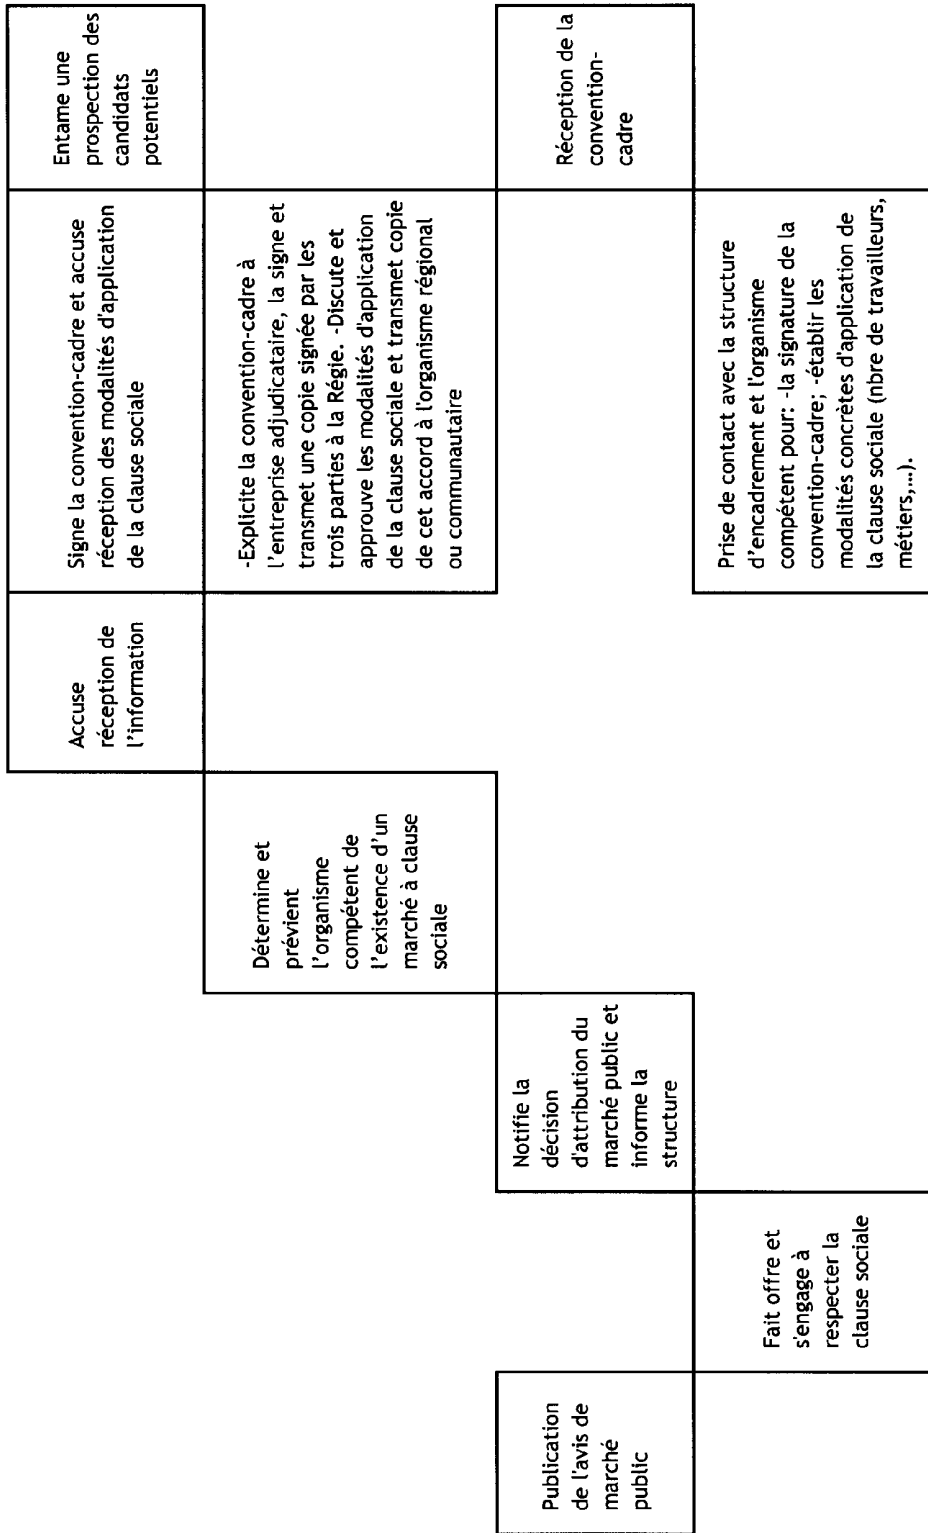 Accuse
réception de
l'information
Signe la convention-cadre et accuse
réception des modalités d'application
de la clause sociale
Entame une
prospection des
candidats
potentiels
Détermine et
prévient
l'organisme
compétent de
l'existence d'un
marché à clause
sociale
-Explicite la convention-cadre à
l'entreprise adjudicataire, la signe et
transmet une copie signée par les
trois parties à la Régie. -Discute et
approuve les modalités d'application
de la clause sociale et transmet copie
de cet accord à l'organisme régional
ou communautaire
Publication
de l'avis de
marché
public
Notifie la
décision
d'attribution du
marché public et
informe la
structure
Réception de la
convention-
cadre
Fait offre et
s'engage à
respecter la
clause sociale
Prise de contact avec la structure
d'encadrement et l'organisme
compétent pour: -la signature de la
convention-cadre; -établir les
modalités concrètes d'application de
la clause sociale (nbre de travailleurs,
métiers,...).